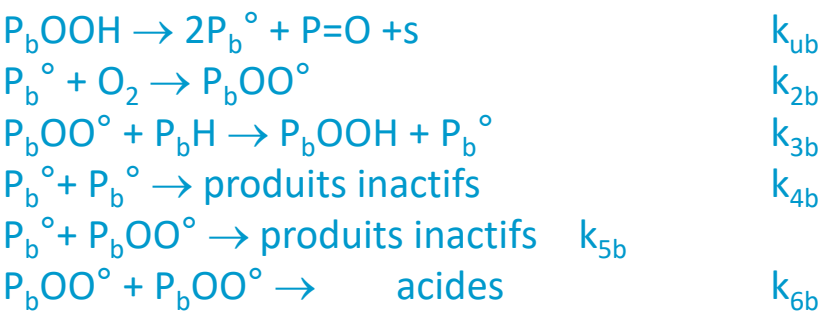 PbOOH → 2Pb° + P=O +s kub
Pb° + O2 → PbOO° k2b
PbOO° + PbH → PbOOH + Pb° k3b
Pb°+ Pb° → produits inactifs k4b
Pb°+ PbOO° → produits inactifs k5b
PbOO° + PbOO° → acides k6b